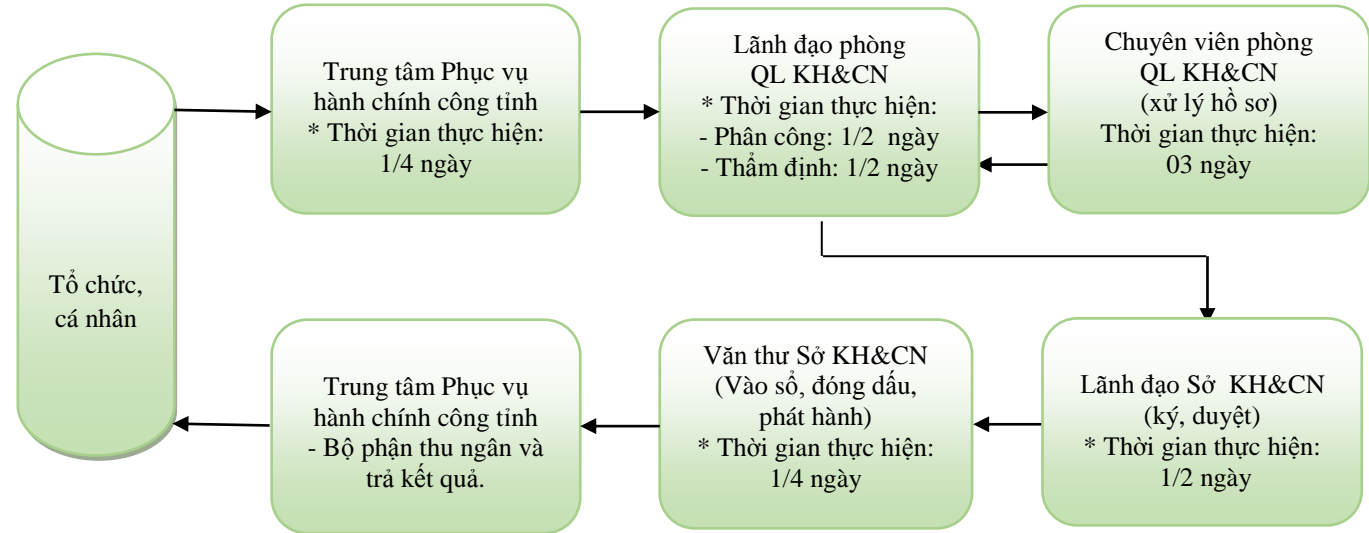 Tổ chức,
cá nhân
Trung tâm Phục vụ
hành chính công tỉnh
* Thời gian thực hiện:
1/4 ngày
Lãnh đạo phòng
QL KH&CN
* Thời gian thực hiện:
- Phân công: 1/2 ngày
- Thẩm định: 1/2 ngày
Chuyên viên phòng
QL KH&CN
(xử lý hồ sơ)
Thời gian thực hiện:
03 ngày
Lãnh đạo Sở KH&CN
(ký, duyệt)
* Thời gian thực hiện:
1/2 ngày
Văn thư Sở KH&CN
(Vào sổ, đóng dấu,
phát hành)
* Thời gian thực hiện:
1/4 ngày
Trung tâm Phục vụ
hành chính công tỉnh
- Bộ phận thu ngân và
trả kết quả.